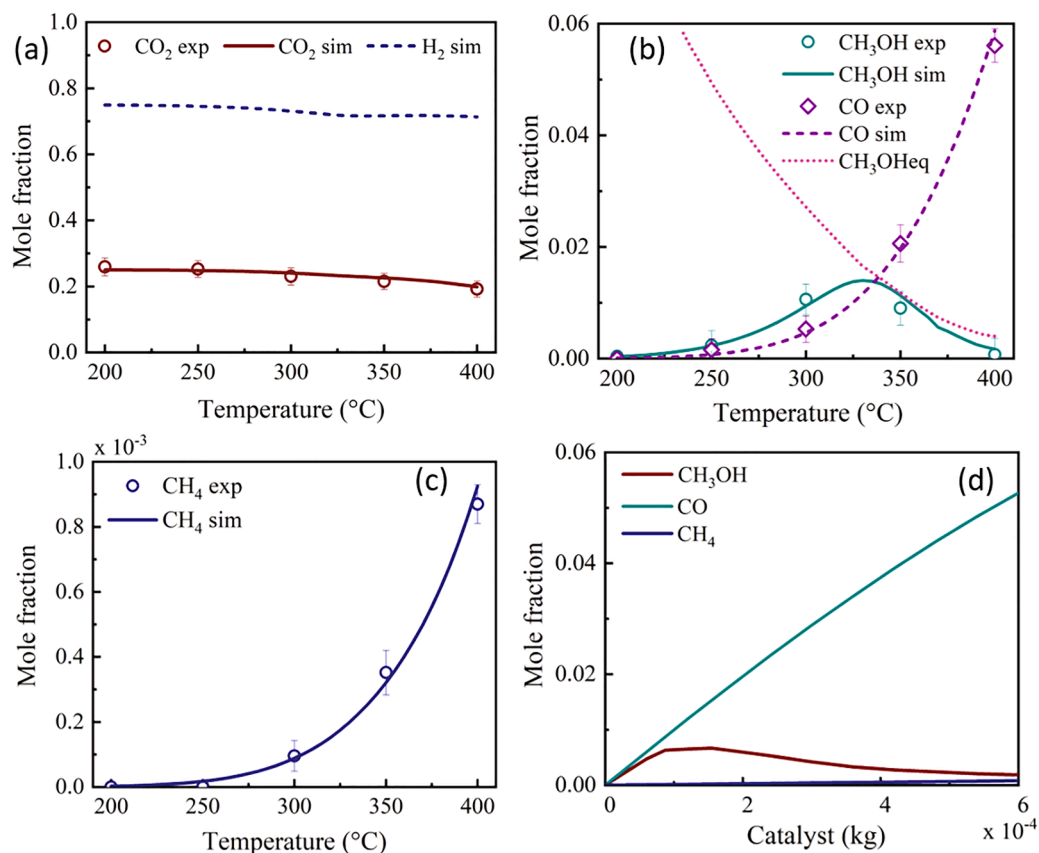 (a)
CO₂ exp CO₂ sim H₂ sim
1.0
0.8
0.6
0.4
0.2
0.0
Mole fraction
200 250 300 350 400
Temperature (°C)
(b)
CH₃OH exp
CH₃OH sim
CO exp
CO sim
CH₃OHeq
0.06
0.04
0.02
0.00
Mole fraction
200 250 300 350 400
Temperature (°C)
x 10⁻³
(c)
CH₄ exp
CH₄ sim
1.0
0.8
0.6
0.4
0.2
0.0
Mole fraction
200 250 300 350 400
Temperature (°C)
(d)
CH₃OH
CO
CH₄
0.06
0.04
0.02
0.00
Mole fraction
0 2 4 6
Catalyst (kg)
x 10⁻⁴